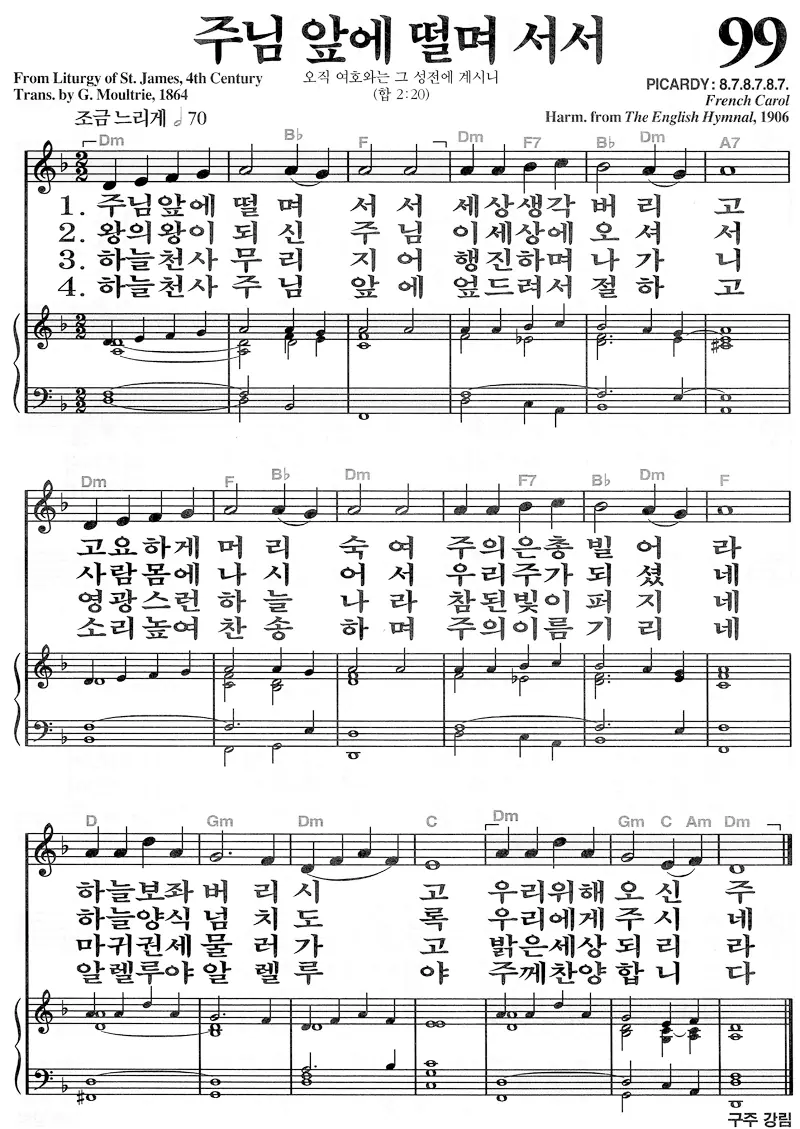 주님 앞에 떨며 서서
99
From Liturgy of St. James, 4th Century
Trans. by G. Moultrie, 1864
오직 여호와는 그 성전에 계시니
(합 2:20)
PICARDY : 8.7.8.7.8.7.
French Carol
Harm. from The English Hymnal, 1906
조금 느리게 𝅗𝅥 70
Dm B♭ F Dm F7 B♭ Dm A7
2 2
1. 주님앞에 떨며 서서 세상생각 버리고
2. 왕의왕이 되신 주님 이세상에 오셔서
3. 하늘천사 무리 지어 행진하며 나가니
4. 하늘천사 주님 앞에 엎드려서 절하고
2 2
2 2
Dm F B♭ Dm F7 B♭ Dm F
고요하게 머리 숙여 주의은총 빌어라
사람몸에 나시어서 우리주가 되셨네
영광스런 하늘 나라 참된빛이 퍼지네
소리높여 찬송하며 주의이름 기리네
D Gm Dm C Dm Gm C Am Dm
하늘보좌 버리시고 우리위해 오신 주
하늘양식 넘치도록 우리에게 주시네
마귀권세 물러가고 밝은세상 되리라
알렐루야 알렐루야 주께찬양 합니다
구주 강림